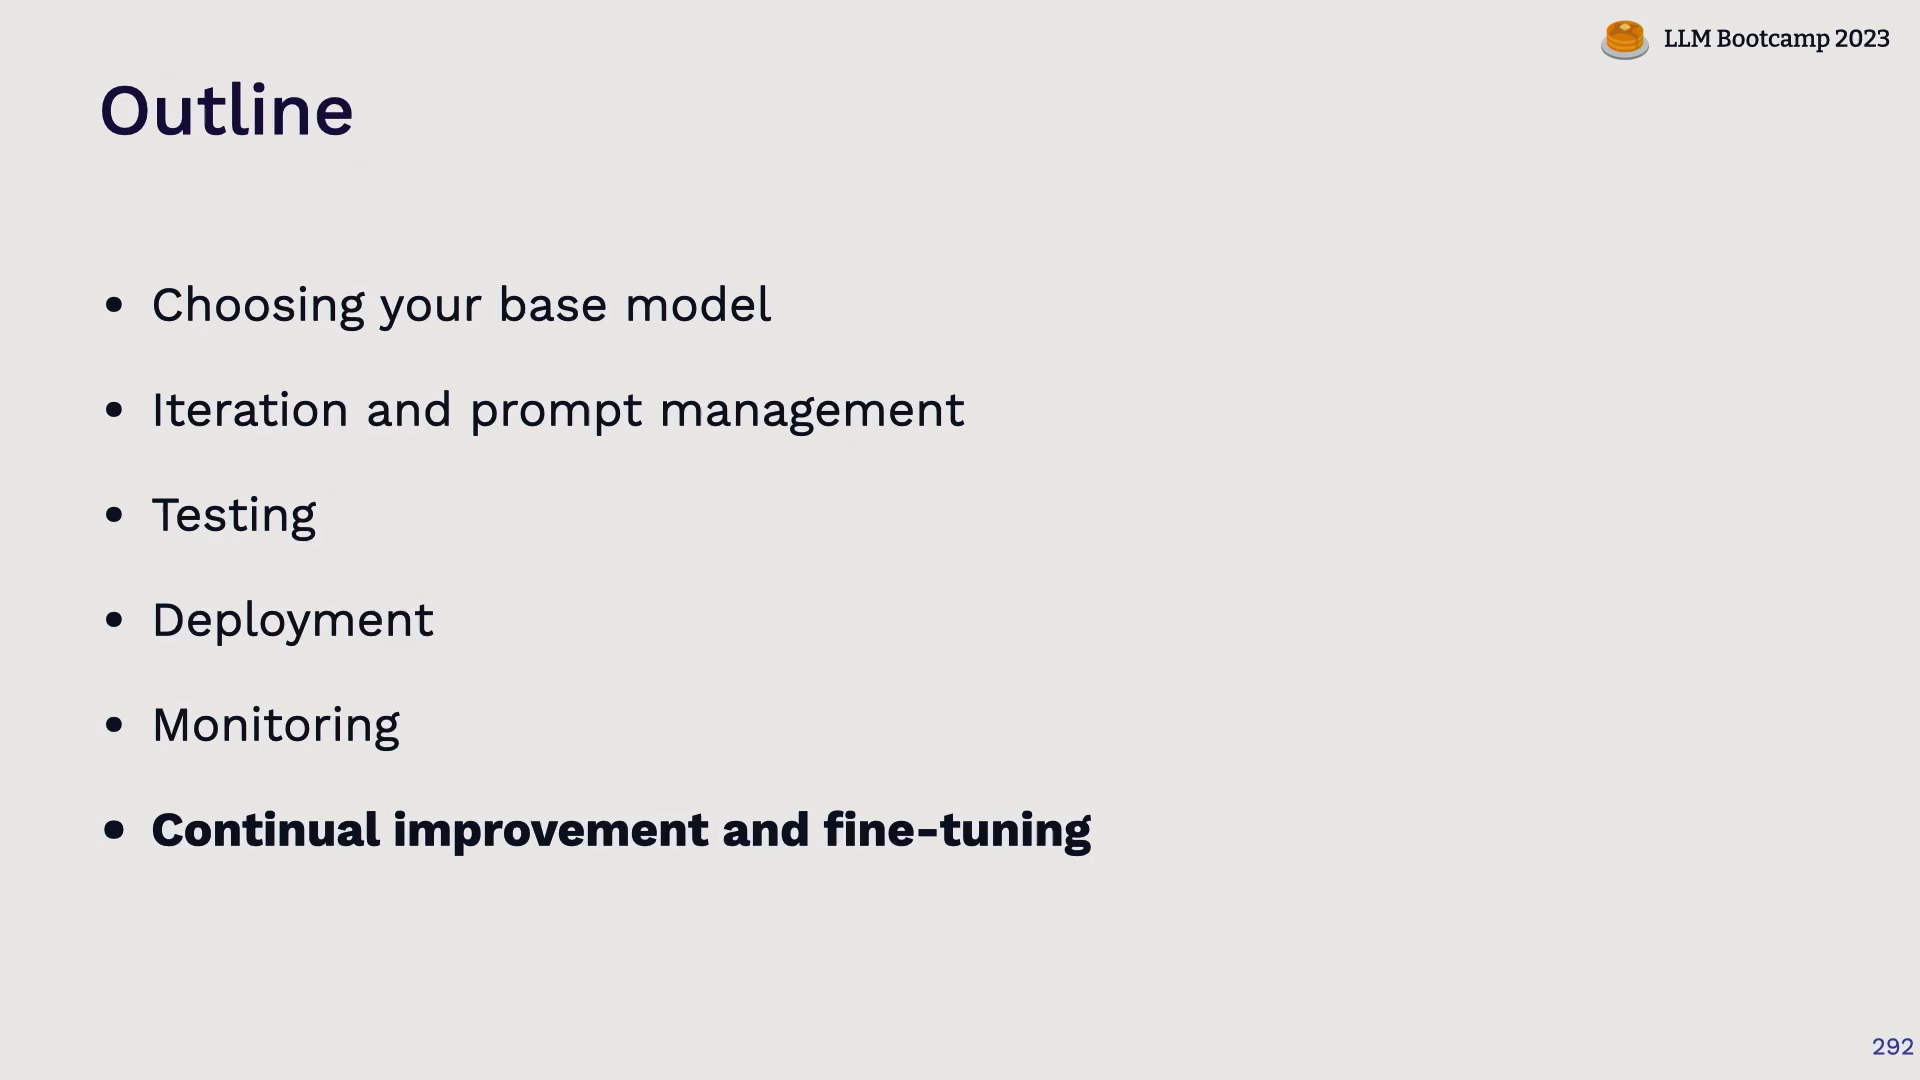 LLM Bootcamp 2023
Outline
• Choosing your base model
• Iteration and prompt management
• Testing
• Deployment
• Monitoring
• Continual improvement and fine-tuning
292